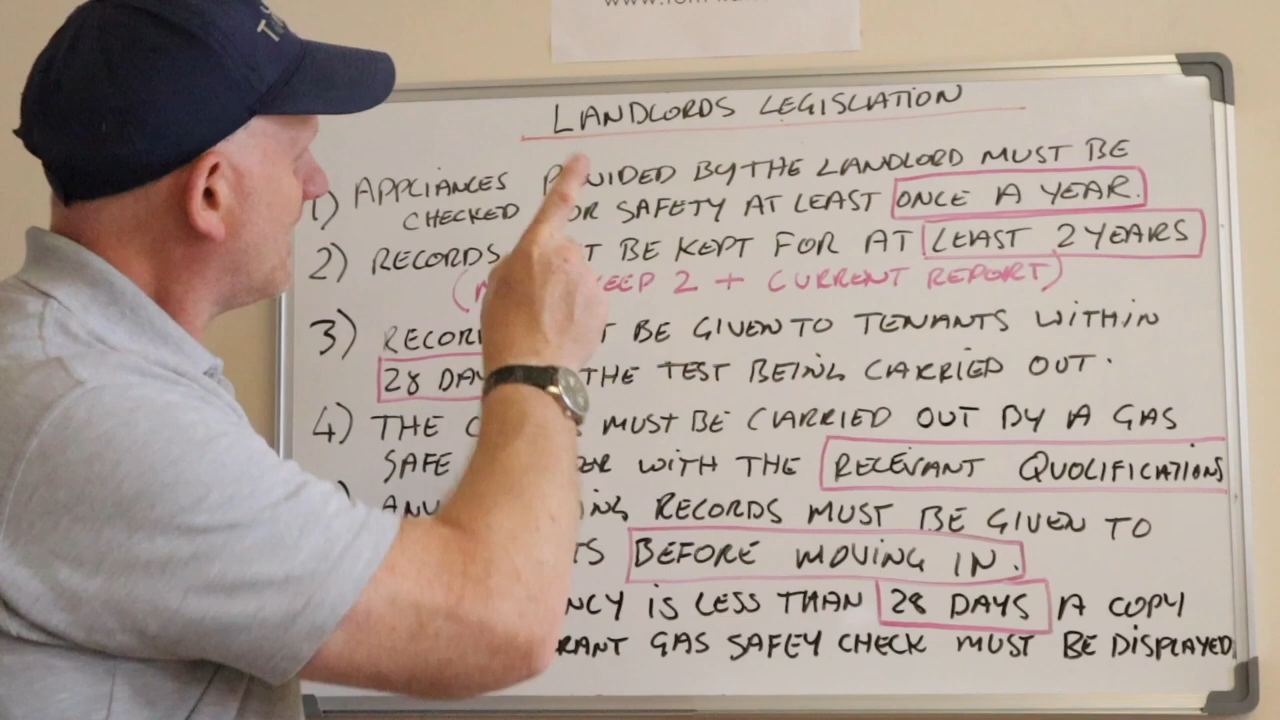 LANDLORDS LEGISLATION
1) APPLIANCES PROVIDED BY THE LANDLORD MUST BE
CHECKED FOR SAFETY AT LEAST ONCE A YEAR.
2) RECORDS BE KEPT FOR AT LEAST 2 YEARS
2 + CURRENT REPORT)
3) BE GIVEN TO TENANTS WITHIN
28 THE TEST BEING CARRIED OUT.
4) THE MUST BE CARRIED OUT BY A GAS
SAFE WITH THE RELEVANT QUOLIFICATIONS
RECORDS MUST BE GIVEN TO
BEFORE MOVING IN.
IS LESS THAN 28 DAYS A COPY
GAS SAFEY CHECK MUST BE DISPLAYED